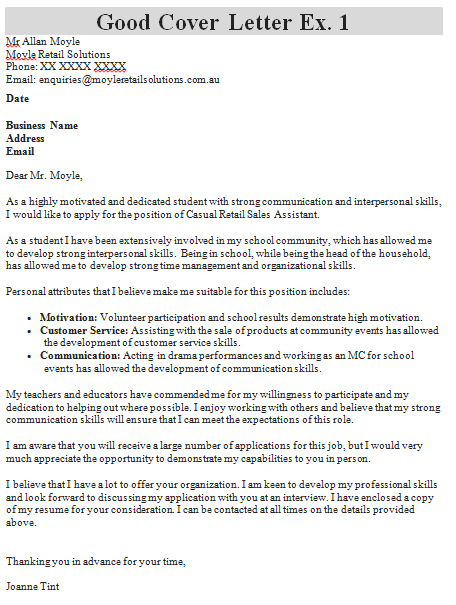 Good Cover Letter Ex. 1
Mr Allan Moyle
Moyle Retail Solutions
Phone: XX XXXX XXXX
Email: enquiries@moyleretailsolutions.com.au
Date
Business Name
Address
Email
Dear Mr. Moyle,
As a highly motivated and dedicated student with strong communication and interpersonal skills,
I would like to apply for the position of Casual Retail Sales Assistant.
As a student I have been extensively involved in my school community, which has allowed me
to develop strong interpersonal skills. Being in school, while being the head of the household,
has allowed me to develop strong time management and organizational skills.
Personal attributes that I believe make me suitable for this position includes:
• Motivation: Volunteer participation and school results demonstrate high motivation.
• Customer Service: Assisting with the sale of products at community events has allowed
the development of customer service skills.
• Communication: Acting in drama performances and working as an MC for school
events has allowed the development of communication skills.
My teachers and educators have commended me for my willingness to participate and my
dedication to helping out where possible. I enjoy working with others and believe that my strong
communication skills will ensure that I can meet the expectations of this role.
I am aware that you will receive a large number of applications for this job, but I would very
much appreciate the opportunity to demonstrate my capabilities to you in person.
I believe that I have a lot to offer your organization. I am keen to develop my professional skills
and look forward to discussing my application with you at an interview. I have enclosed a copy
of my resume for your consideration. I can be contacted at all times on the details provided
above.
Thanking you in advance for your time,
Joanne Tint